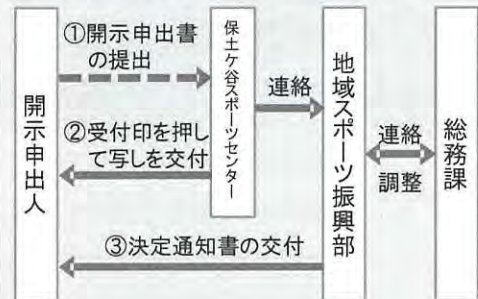 開示申出人
①開示申出書
の提出
②受付印を押し
て写しを交付
保土ケ谷スポーツセンター
連絡
③決定通知書の交付
地域スポーツ振興部
連絡
調整
総務課